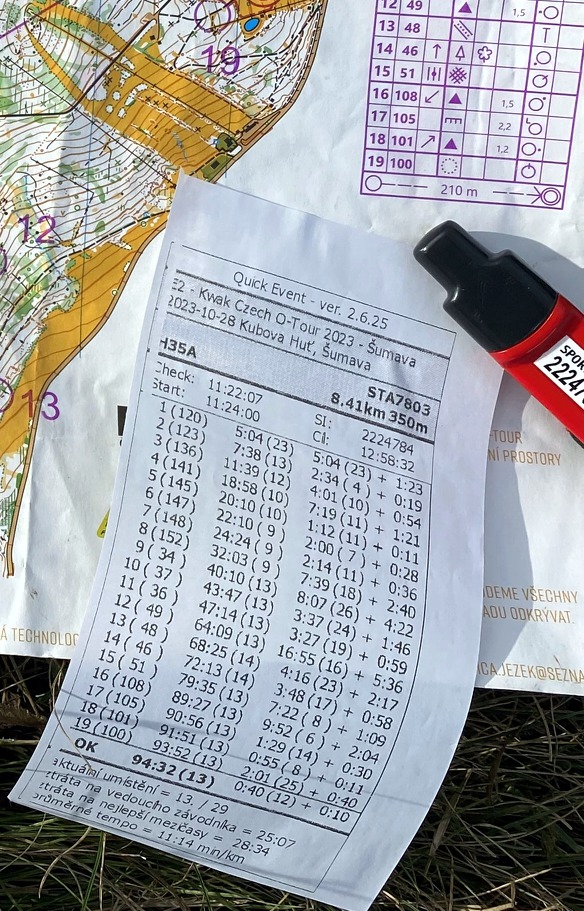 12 49 1,5
13 48
14 46
15 51
16 108 1,5
17 105 2,2
18 101 1,2
19 100
210 m
19
12
13
Quick Event - ver. 2.6.25
E2 - Kwak Czech O-Tour 2023 - Šumava
2023-10-28 Kubova Huť, Šumava
H35A STA7803
8.41km 350m
Check: 11:22:07 SI: 2224784
Start: 11:24:00 Cíl: 12:58:32
1 (120) 5:04 (23) 5:04 (23) + 1:23
2 (123) 7:38 (13) 2:34 ( 4) + 0:19
3 (136) 11:39 (12) 4:01 (10) + 0:54
4 (141) 18:58 (10) 7:19 (11) + 1:21
5 (145) 20:10 (10) 1:12 (11) + 0:11
6 (147) 22:10 ( 9) 2:00 ( 7) + 0:28
7 (148) 24:24 ( 9) 2:14 (11) + 0:36
8 (152) 32:03 ( 9) 7:39 (18) + 2:40
9 ( 34) 40:10 (13) 8:07 (26) + 4:22
10 ( 37) 43:47 (13) 3:37 (24) + 1:46
11 ( 36) 47:14 (13) 3:27 (19) + 0:59
12 ( 49) 64:09 (13) 16:55 (16) + 5:36
13 ( 48) 68:25 (14) 4:16 (23) + 2:17
14 ( 46) 72:13 (14) 3:48 (17) + 0:58
15 ( 51) 79:35 (13) 7:22 ( 8) + 1:09
16 (108) 89:27 (13) 9:52 ( 6) + 2:04
17 (105) 90:56 (13) 1:29 (14) + 0:30
18 (101) 91:51 (13) 0:55 ( 8) + 0:11
19 (100) 93:52 (13) 2:01 (25) + 0:40
OK 94:32 (13) 0:40 (12) + 0:10
aktuální umístění = 13. / 29
ztráta na vedoucího závodníka = 25:07
ztráta na nejlepší mezičasy = 28:34
průměrné tempo = 11:14 min/km
SPOR
22247
-TOUR
NÍ PROSTORY
DEME VŠECHNY
ADU ODKRÝVAT.
ICA.JEZEK@SEZNA
Á TECHNOLOG